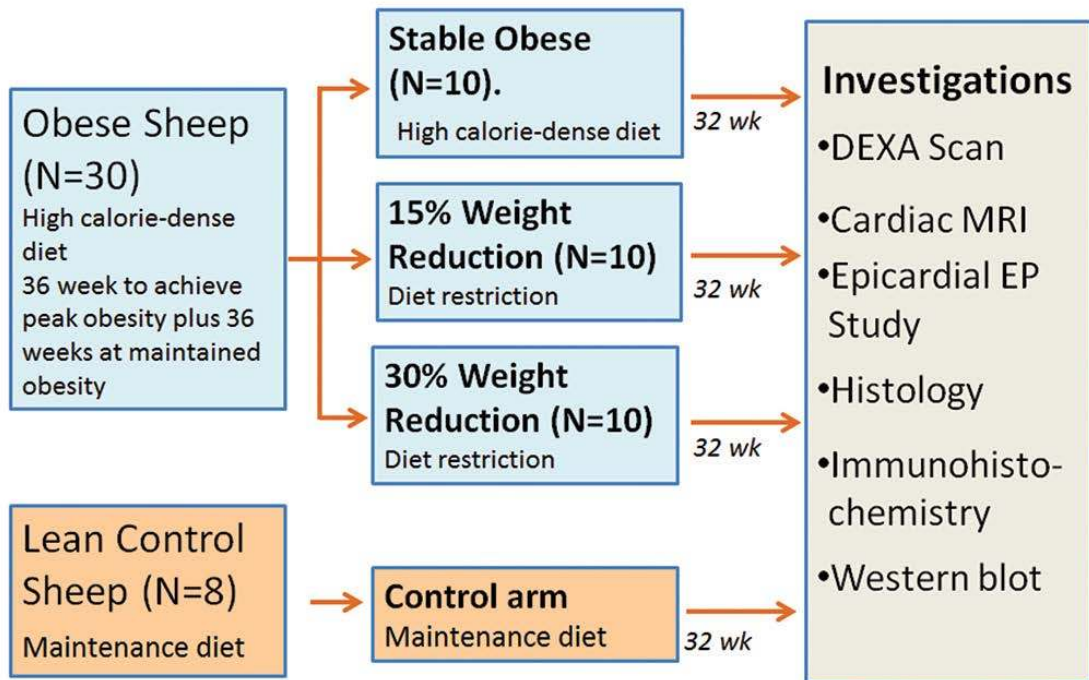 Obese Sheep
(N=30)
High calorie-dense
diet
36 week to achieve
peak obesity plus 36
weeks at maintained
obesity
Stable Obese
(N=10).
High calorie-dense diet
32 wk
15% Weight
Reduction (N=10)
Diet restriction
32 wk
30% Weight
Reduction (N=10)
Diet restriction
32 wk
Lean Control
Sheep (N=8)
Maintenance diet
Control arm
Maintenance diet
32 wk
Investigations
•DEXA Scan
•Cardiac MRI
•Epicardial EP
Study
•Histology
•Immunohisto-
chemistry
•Western blot